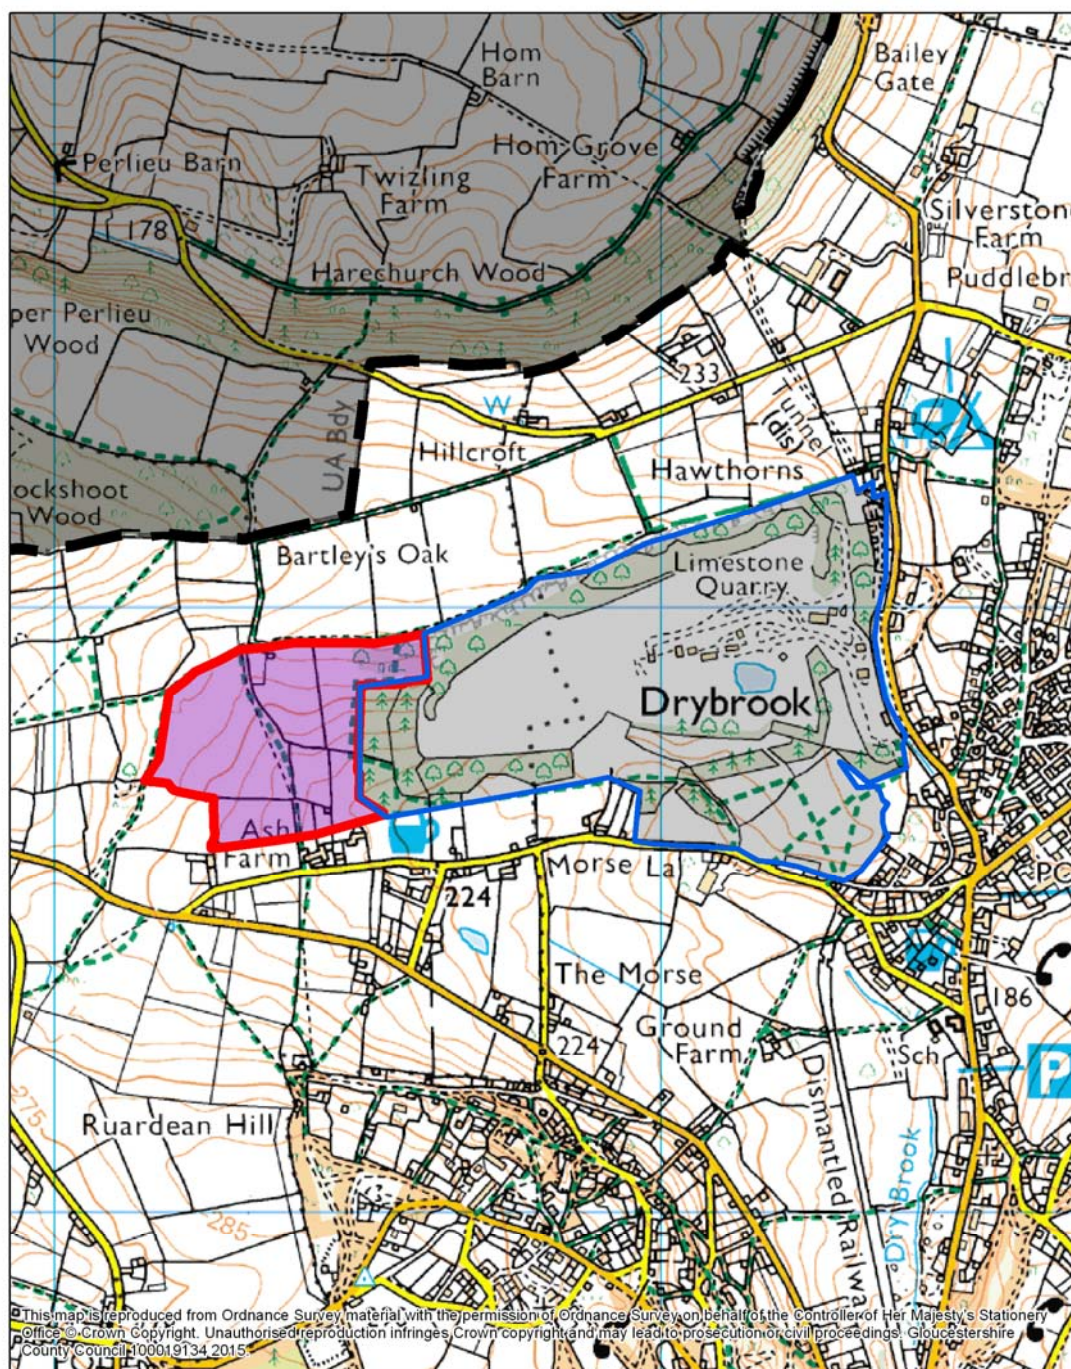 Hom
Barn
Bailey
Gate
Perlieu Barn
Hom Grove
Farm
Twizling
Farm
178
Silverstone
Farm
Harechurch Wood
Puddlebr
per Perlieu
Wood
233
W
Tunnel
(dis)
UA Bdy
Hillcroft
Hawthorns
ockshoot
Wood
Bartley's Oak
Limestone
Quarry
Drybrook
Ash
Farm
Morse La
PC
224
The Morse
186
Ground
Farm
224
Sch
P
Dismantled Railwa
Ruardean Hill
275
285
Dry Brook
This map is reproduced from Ordnance Survey material with the permission of Ordnance Survey on behalf of the Controller of Her Majesty's Stationery
Office © Crown Copyright. Unauthorised reproduction infringes Crown copyright and may lead to prosecution or civil proceedings. Gloucestershire
County Council 100019134 2015.